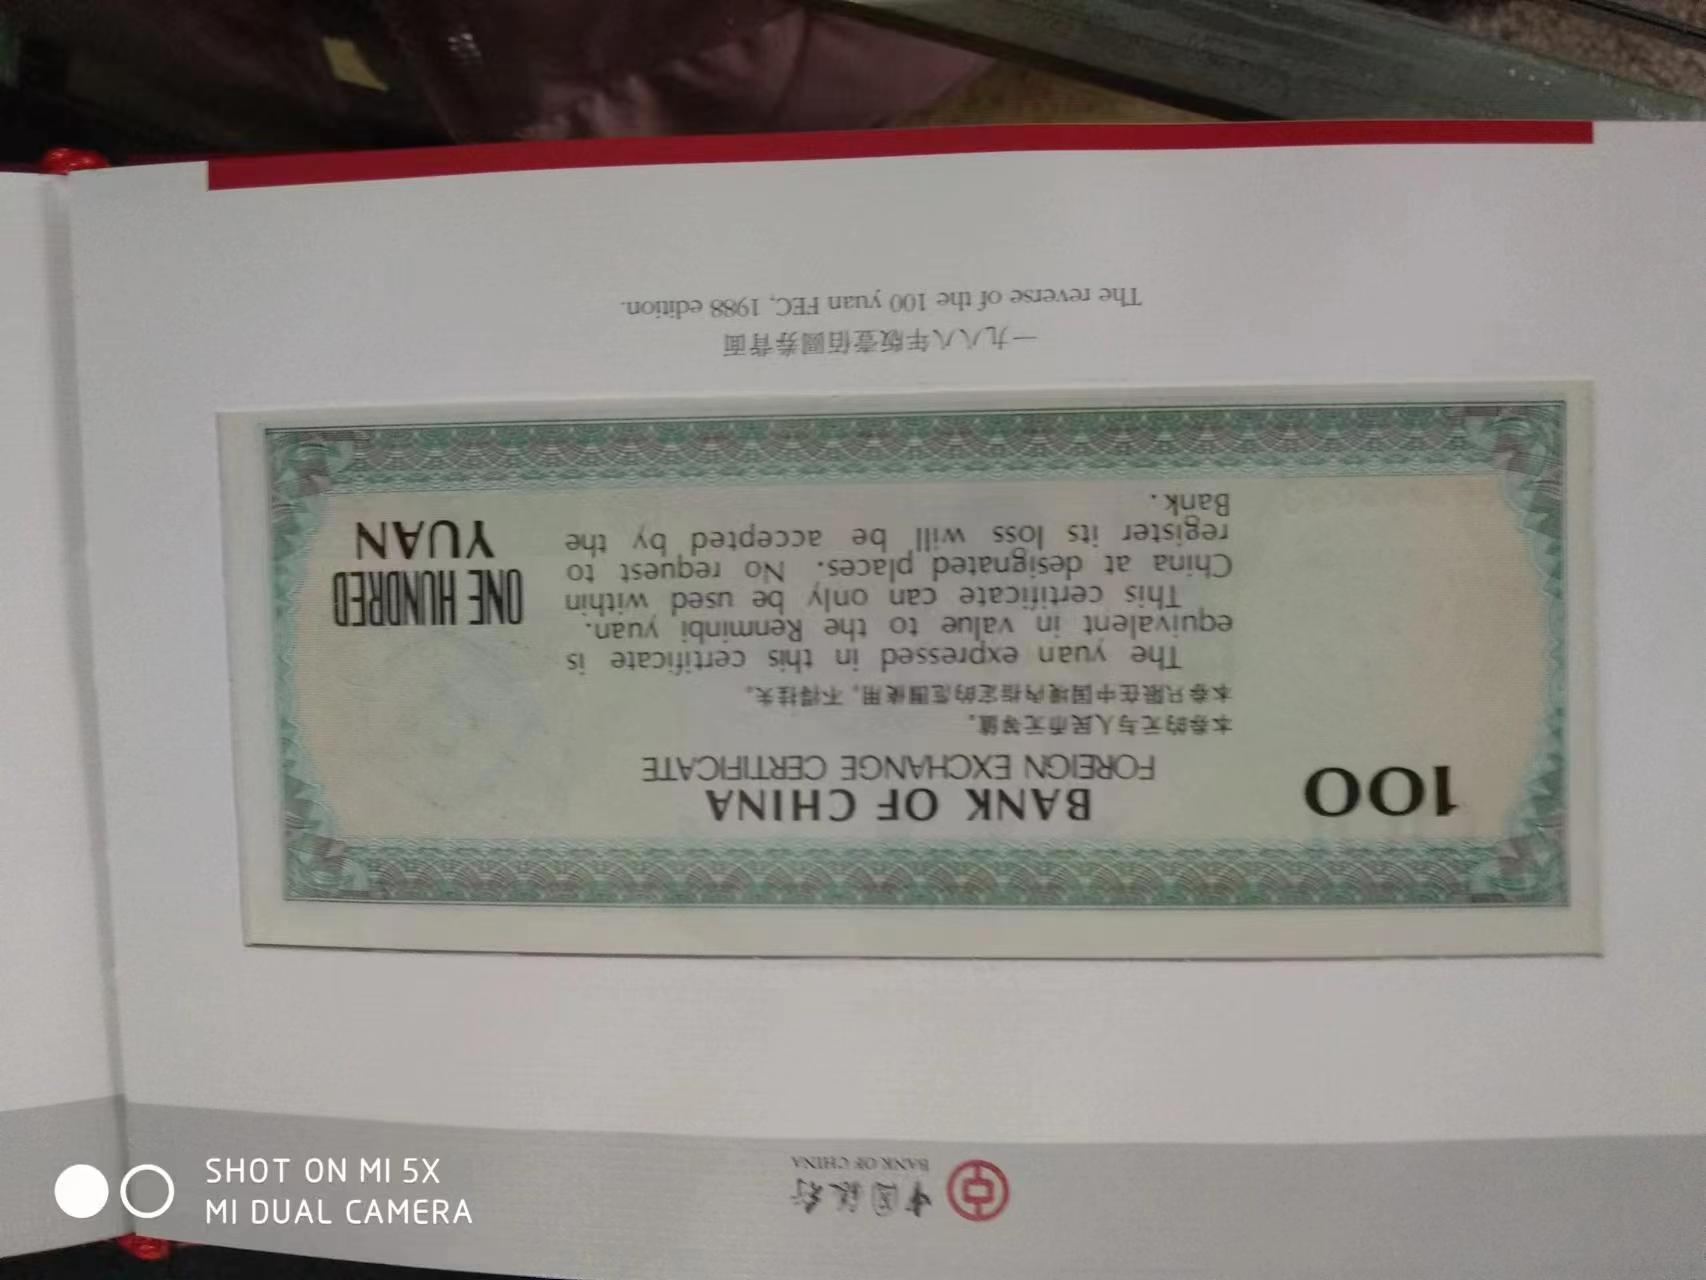 中国银行
BANK OF CHINA
100
BANK OF CHINA
FOREIGN EXCHANGE CERTIFICATE
本券的元与人民币元等值。
本券只限在中国境内指定的范围使用，不得挂失。
The yuan expressed in this certificate is
equivalent in value to the Renminbi yuan.
This certificate can only be used within
China at designated places. No request to
register its loss will be accepted by the
Bank.
ONE HUNDRED
YUAN
一九八八年版壹佰圆券背面
The reverse of the 100 yuan FEC, 1988 edition.
SHOT ON MI 5X
MI DUAL CAMERA